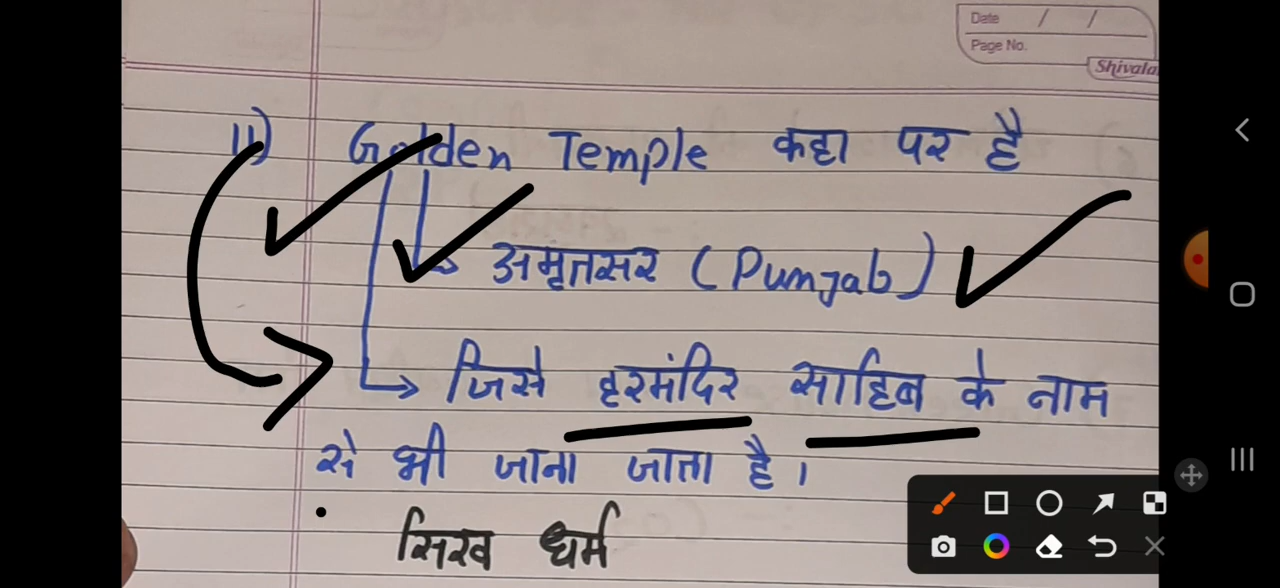 Date / /
Page No.
Shivala
11) Golden Temple कहा पर है
अमृतसर (Punjab)
जिसे हरमंदिर साहिब के नाम
से भी जाना जाता है।
सिख धर्म